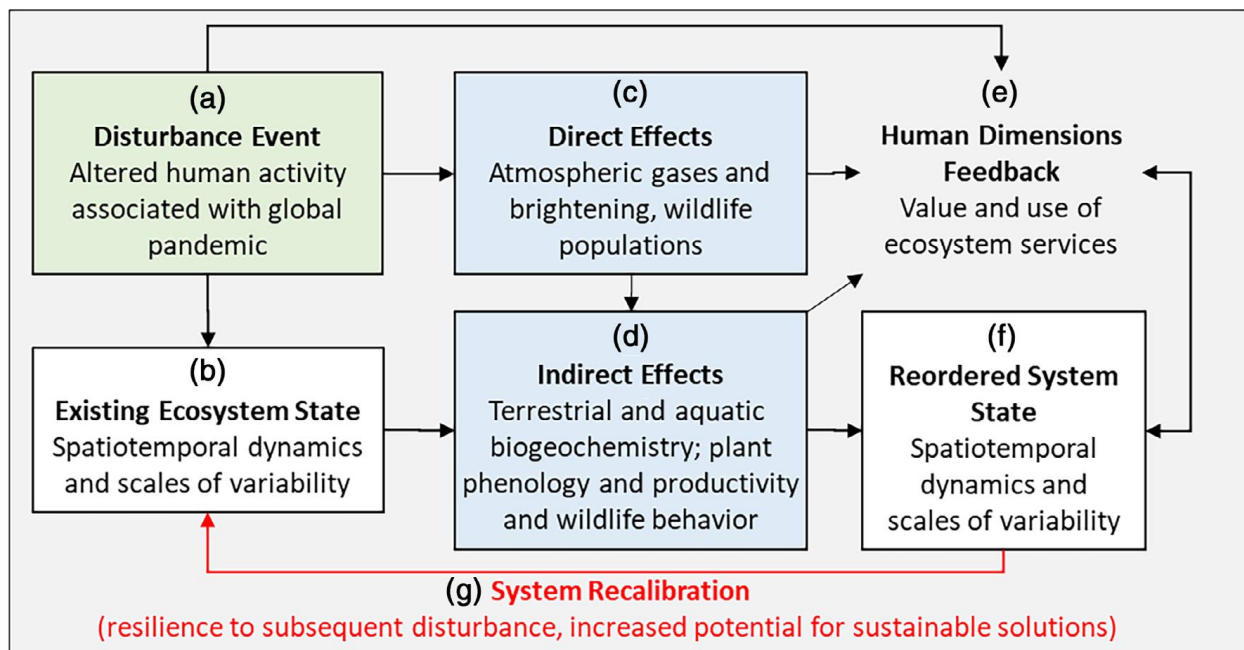 (a)
Disturbance Event
Altered human activity
associated with global
pandemic
(c)
Direct Effects
Atmospheric gases and
brightening, wildlife
populations
(e)
Human Dimensions
Feedback
Value and use of
ecosystem services
(b)
Existing Ecosystem State
Spatiotemporal dynamics
and scales of variability
(d)
Indirect Effects
Terrestrial and aquatic
biogeochemistry; plant
phenology and productivity
and wildlife behavior
(f)
Reordered System
State
Spatiotemporal
dynamics and
scales of variability
(g) System Recalibration
(resilience to subsequent disturbance, increased potential for sustainable solutions)